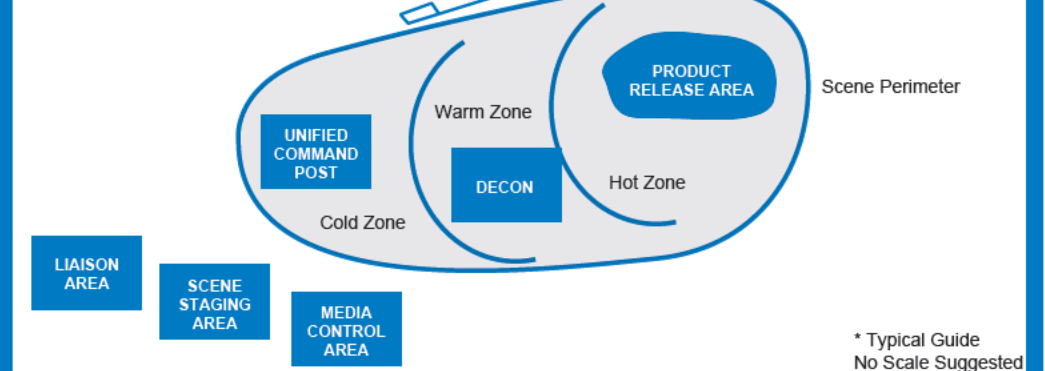 PRODUCT
RELEASE AREA
Scene Perimeter
Warm Zone
UNIFIED
COMMAND
POST
DECON
Hot Zone
Cold Zone
LIAISON
AREA
SCENE
STAGING
AREA
MEDIA
CONTROL
AREA
* Typical Guide
No Scale Suggested